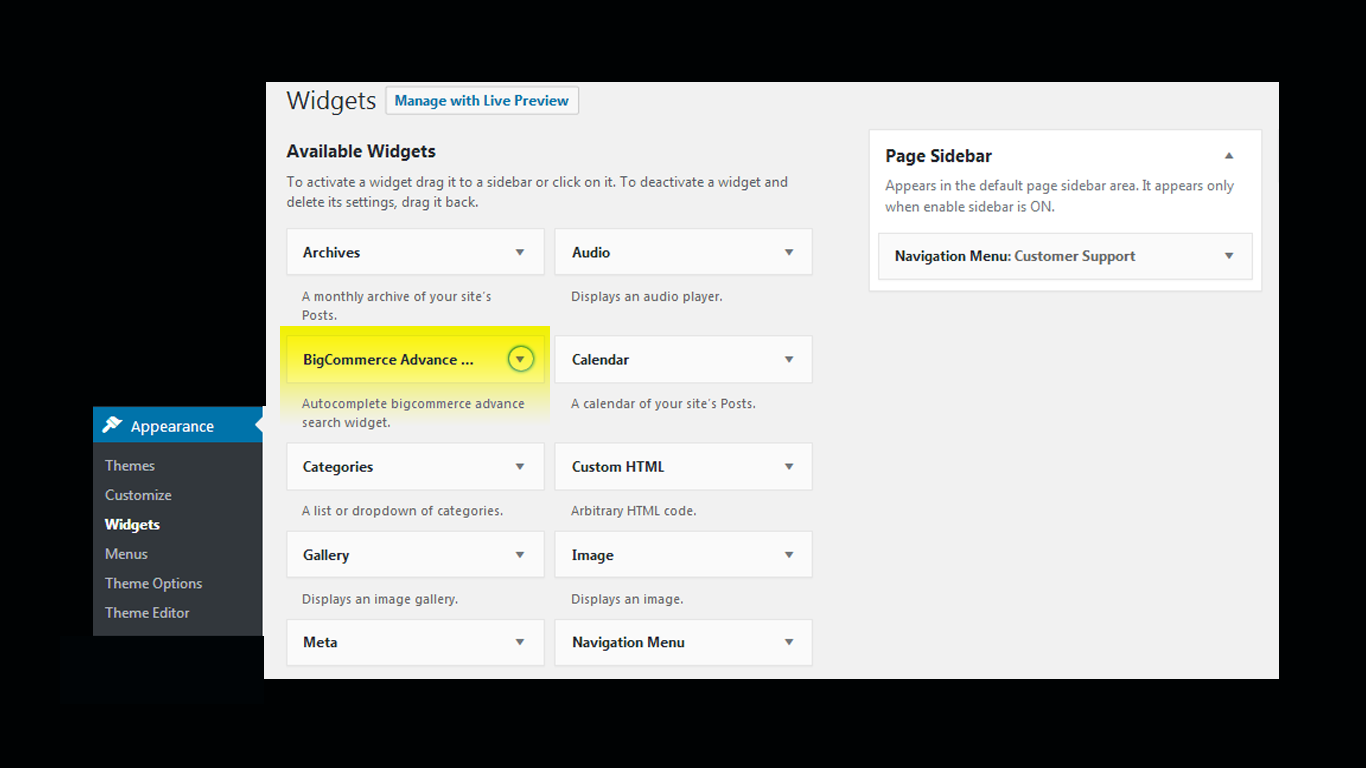 Widgets
Manage with Live Preview
Available Widgets
To activate a widget drag it to a sidebar or click on it. To deactivate a widget and
delete its settings, drag it back.
Archives
A monthly archive of your site's
Posts.
Audio
Displays an audio player.
BigCommerce Advance ...
Autocomplete bigcommerce advance
search widget.
Calendar
A calendar of your site's Posts.
Categories
A list or dropdown of categories.
Custom HTML
Arbitrary HTML code.
Gallery
Displays an image gallery.
Image
Displays an image.
Meta
Navigation Menu
Page Sidebar
Appears in the default page sidebar area. It appears only
when enable sidebar is ON.
Navigation Menu: Customer Support
Appearance
Themes
Customize
Widgets
Menus
Theme Options
Theme Editor